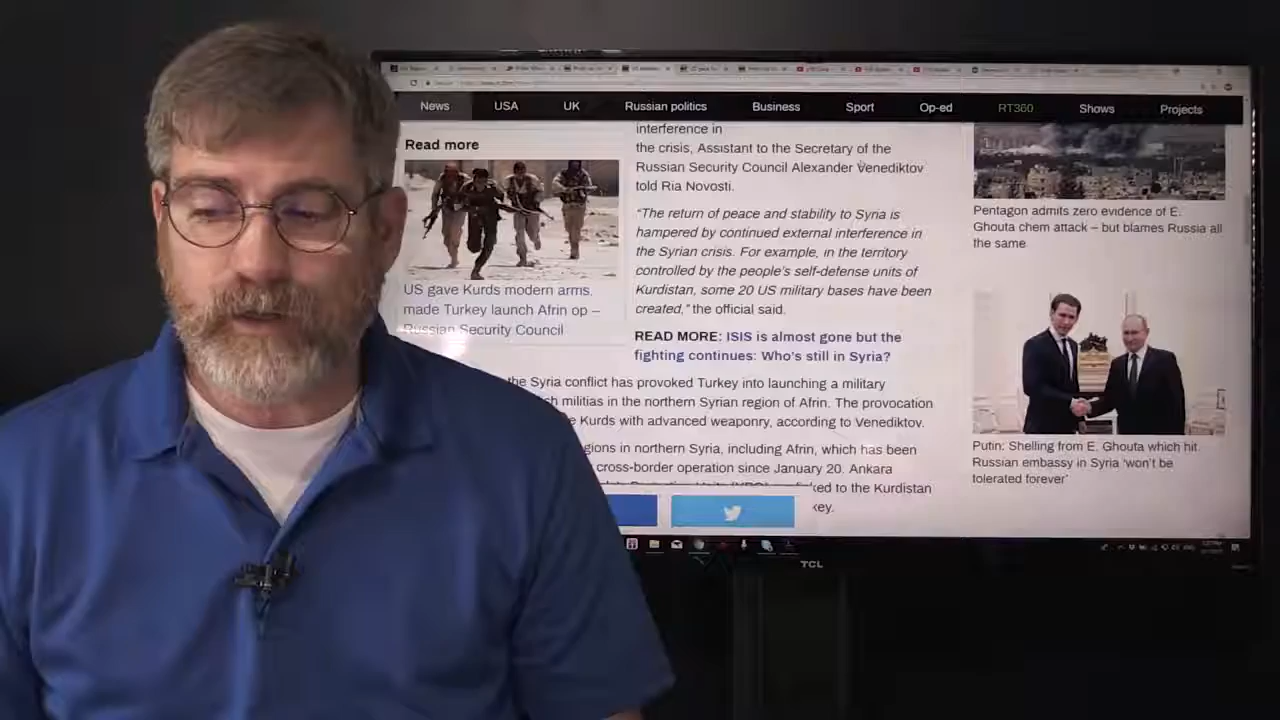 News USA UK Russian politics Business Sport Op-ed RT360 Shows Projects
Read more
US gave Kurds modern arms,
made Turkey launch Afrin op –
Russian Security Council
interference in
the crisis, Assistant to the Secretary of the
Russian Security Council Alexander Venediktov
told Ria Novosti.
“The return of peace and stability to Syria is
hampered by continued external interference in
the Syrian crisis. For example, in the territory
controlled by the people’s self-defense units of
Kurdistan, some 20 US military bases have been
created,” the official said.
READ MORE: ISIS is almost gone but the
fighting continues: Who’s still in Syria?
the Syria conflict has provoked Turkey into launching a military
militias in the northern Syrian region of Afrin. The provocation
Kurds with advanced weaponry, according to Venediktov.
regions in northern Syria, including Afrin, which has been
cross-border operation since January 20. Ankara
to the Kurdistan
Pentagon admits zero evidence of E.
Ghouta chem attack – but blames Russia all
the same
Putin: Shelling from E. Ghouta which hit
Russian embassy in Syria ‘won’t be
tolerated forever’
TCL